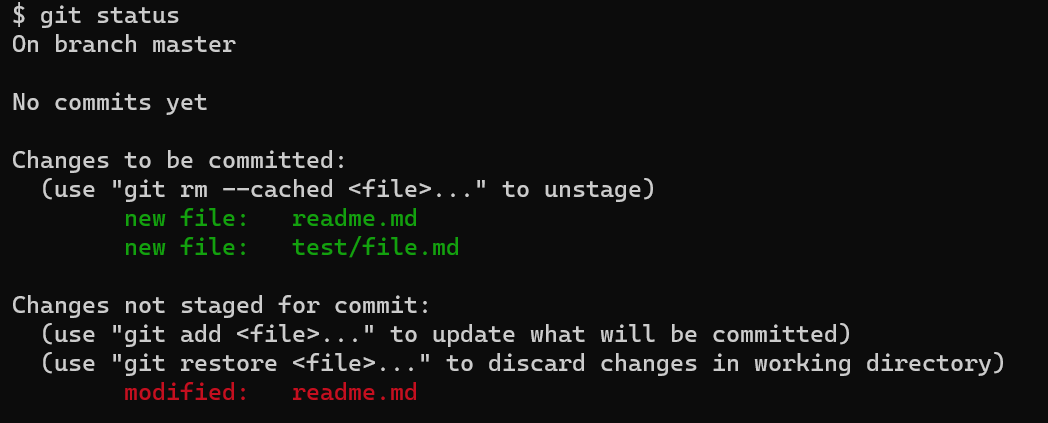 $ git status
On branch master

No commits yet

Changes to be committed:
  (use "git rm --cached <file>..." to unstage)
        new file:   readme.md
        new file:   test/file.md

Changes not staged for commit:
  (use "git add <file>..." to update what will be committed)
  (use "git restore <file>..." to discard changes in working directory)
        modified:   readme.md